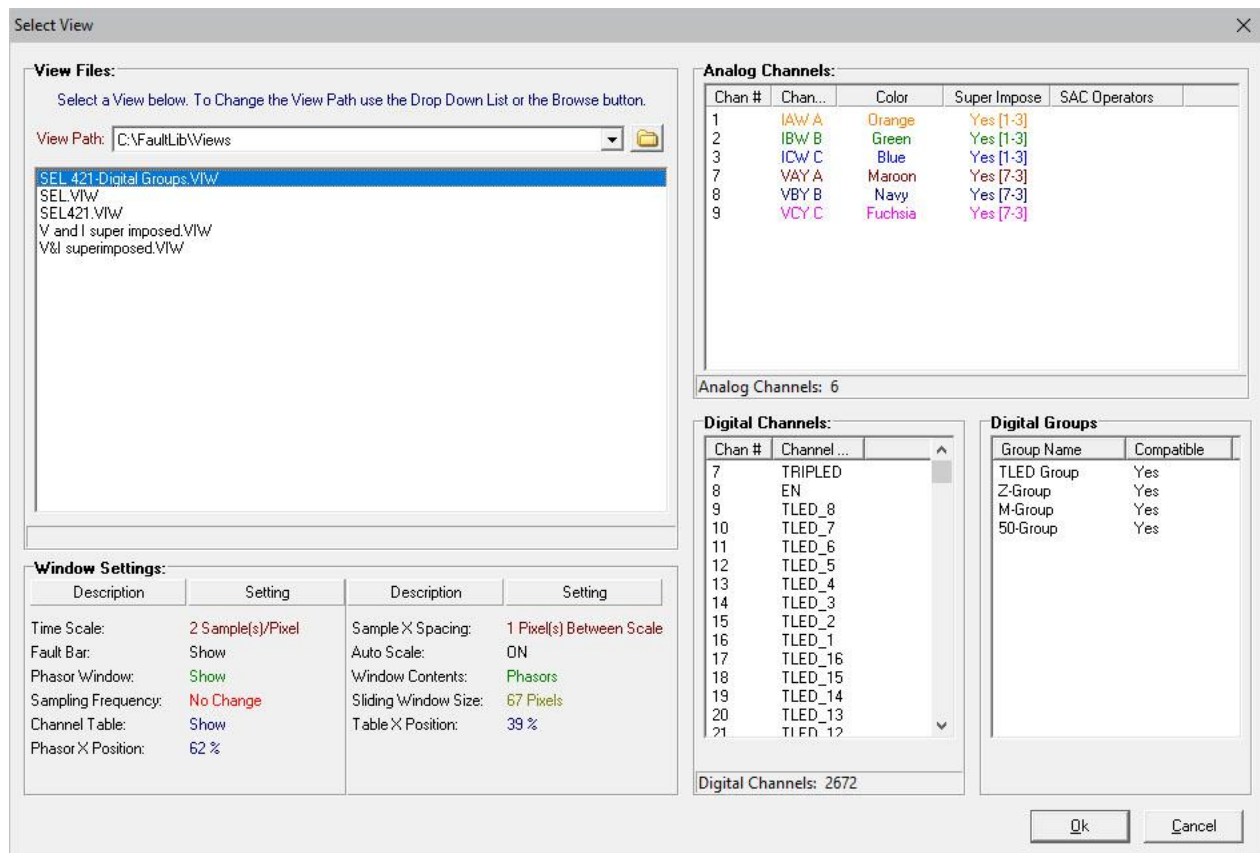 Select View
View Files:
Select a View below. To Change the View Path use the Drop Down List or the Browse button.
View Path: C:\FaultLib\Views
SEL 421-Digital Groups.VIW
SEL.VIW
SEL421.VIW
V and I super imposed.VIW
V&I superimposed.VIW
Window Settings:
Description Setting Description Setting
Time Scale: 2 Sample(s)/Pixel Sample X Spacing: 1 Pixel(s) Between Scale
Fault Bar: Show Auto Scale: ON
Phasor Window: Show Window Contents: Phasors
Sampling Frequency: No Change Sliding Window Size: 67 Pixels
Channel Table: Show Table X Position: 39 %
Phasor X Position: 62 %
Analog Channels:
Chan # Chan... Color Super Impose SAC Operators
1 IAW A Orange Yes [1-3]
2 IBW B Green Yes [1-3]
3 ICW C Blue Yes [1-3]
7 VAY A Maroon Yes [7-3]
8 VBY B Navy Yes [7-3]
9 VCY C Fuchsia Yes [7-3]
Analog Channels: 6
Digital Channels:
Chan # Channel ...
7 TRIPLED
8 EN
9 TLED_8
10 TLED_7
11 TLED_6
12 TLED_5
13 TLED_4
14 TLED_3
15 TLED_2
16 TLED_1
17 TLED_16
18 TLED_15
19 TLED_14
20 TLED_13
21 TLED_12
Digital Channels: 2672
Digital Groups
Group Name Compatible
TLED Group Yes
Z-Group Yes
M-Group Yes
50-Group Yes
Ok Cancel